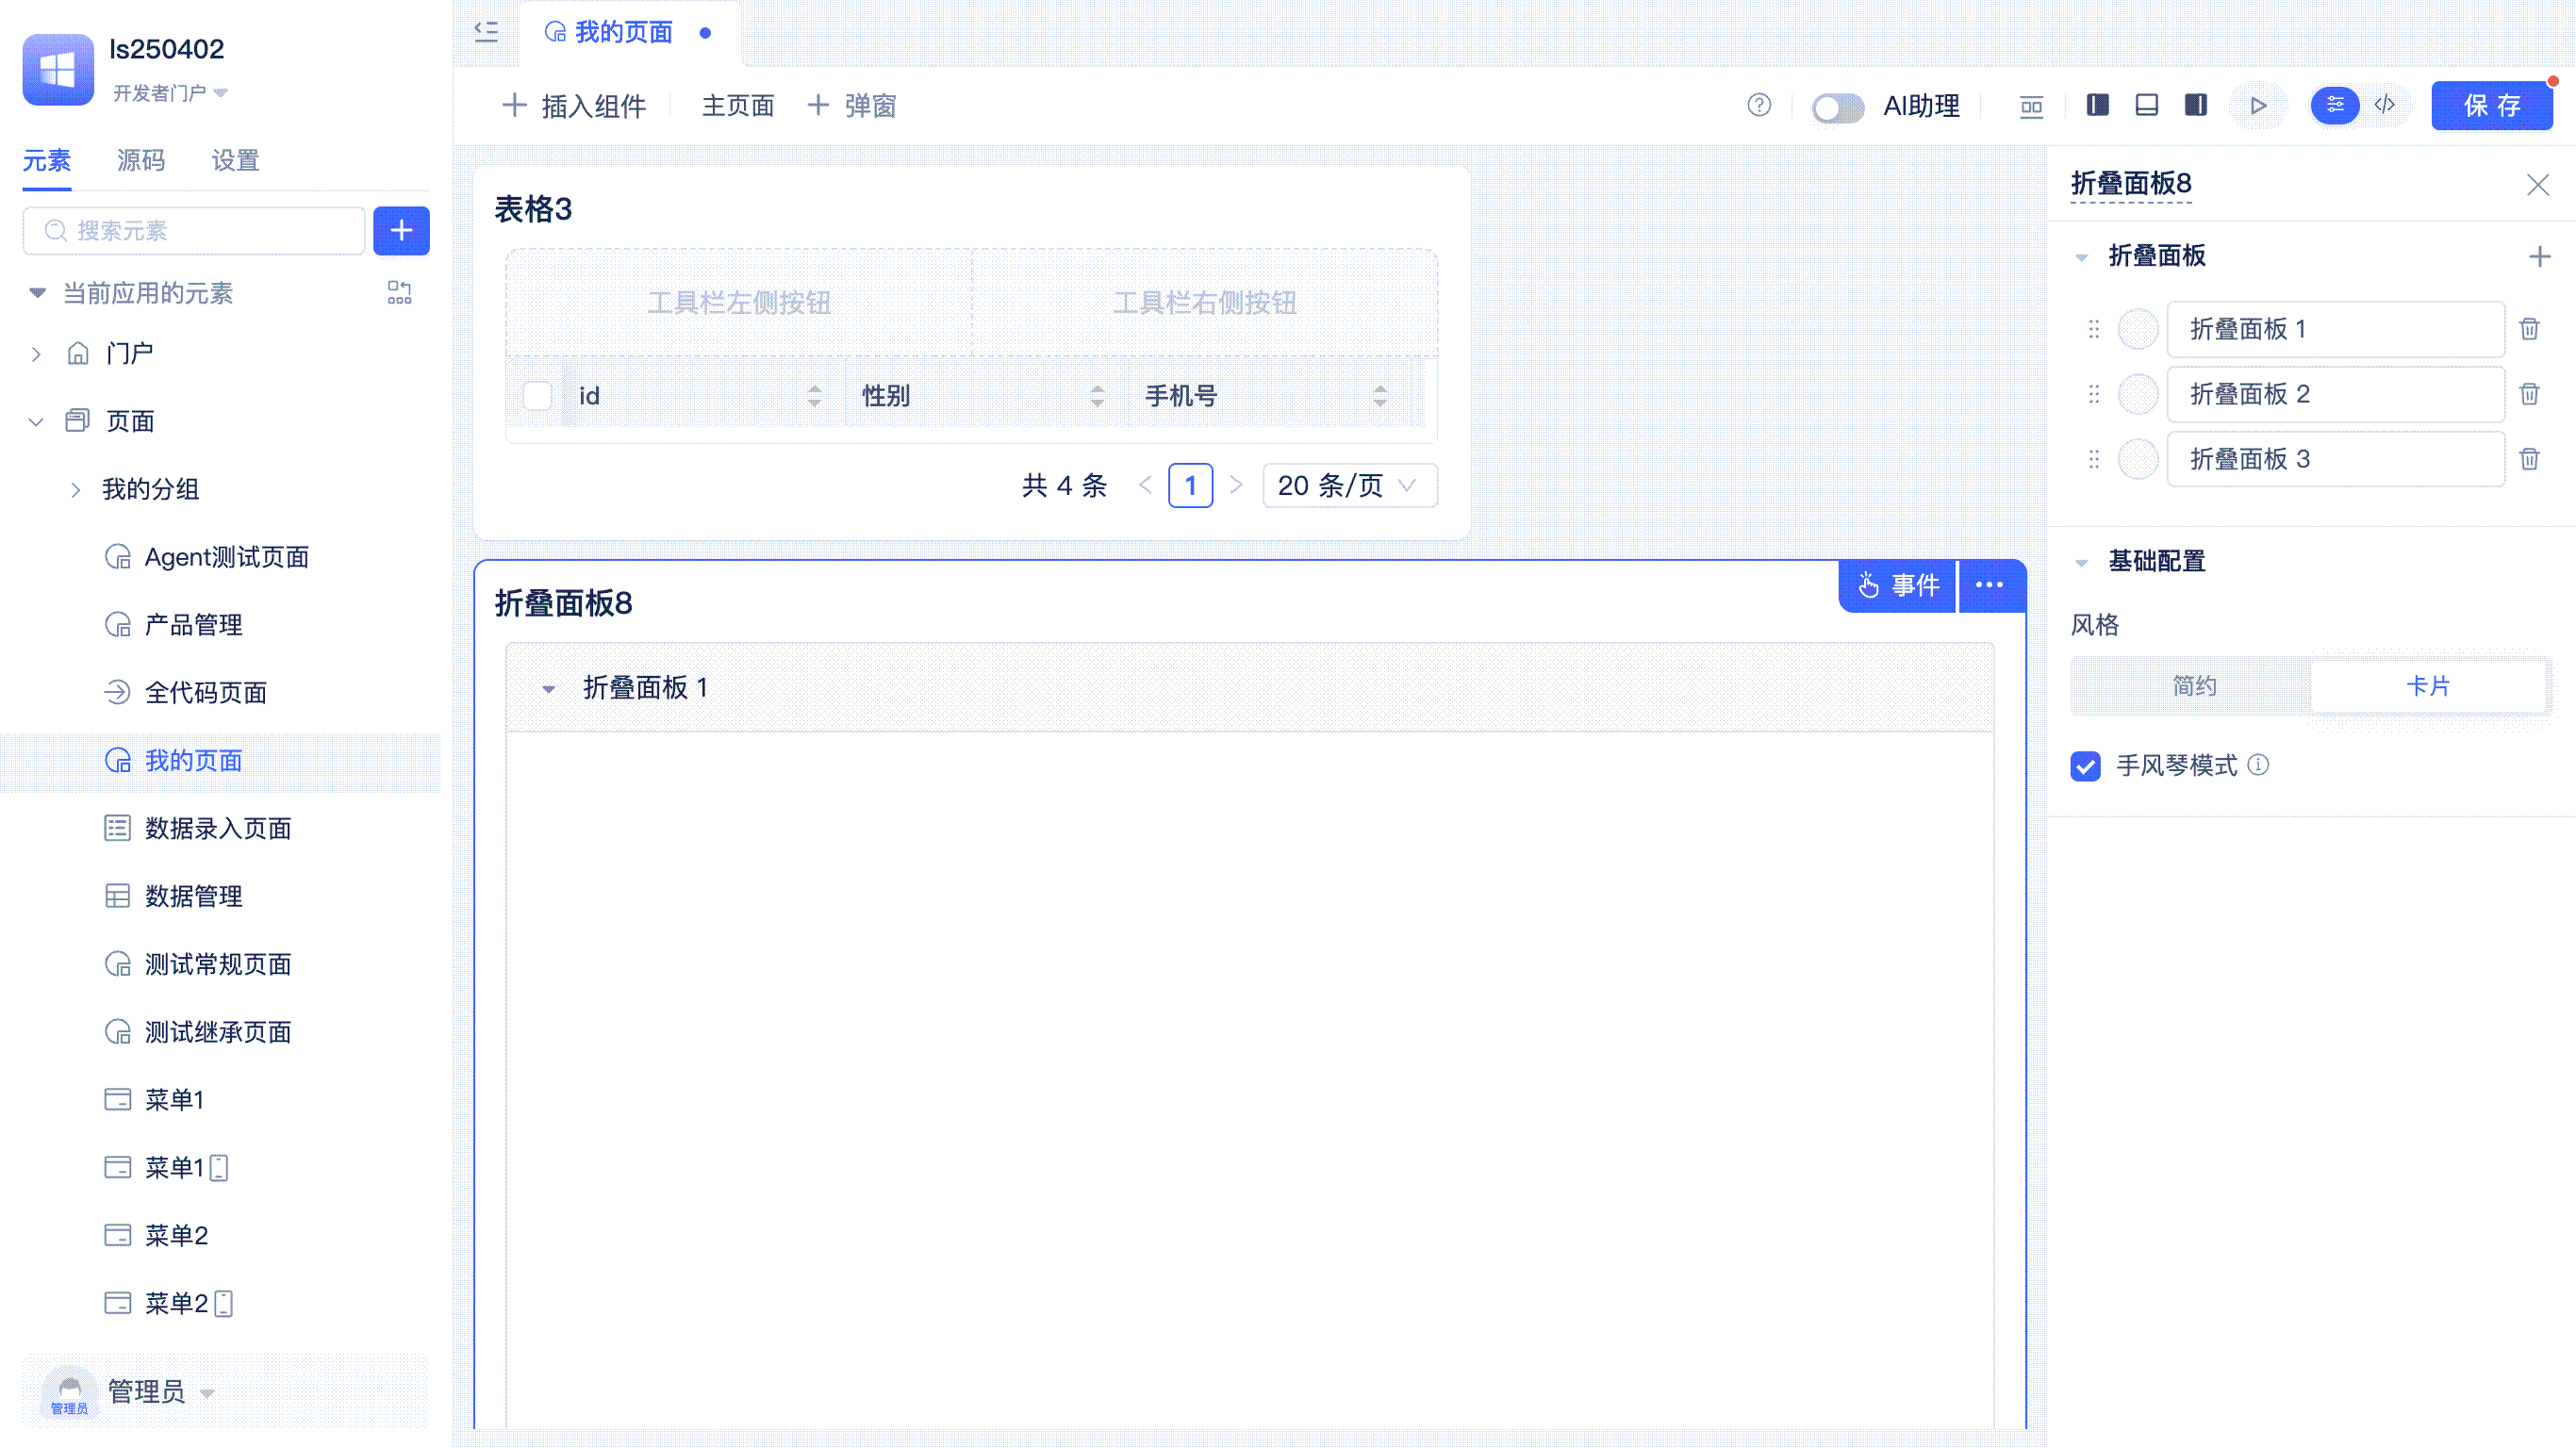 ls250402
开发者门户
元素 源码 设置
搜索元素
当前应用的元素
门户
页面
我的分组
Agent测试页面
产品管理
全代码页面
我的页面
数据录入页面
数据管理
测试常规页面
测试继承页面
菜单1
菜单1
菜单2
菜单2
管理员
管理员
我的页面
插入组件 主页面 弹窗
AI助理
保存
表格3
工具栏左侧按钮 工具栏右侧按钮
id 性别 手机号
共 4 条 1 20 条/页
折叠面板8
事件
折叠面板 1
折叠面板8
折叠面板
折叠面板 1
折叠面板 2
折叠面板 3
基础配置
风格
简约 卡片
手风琴模式